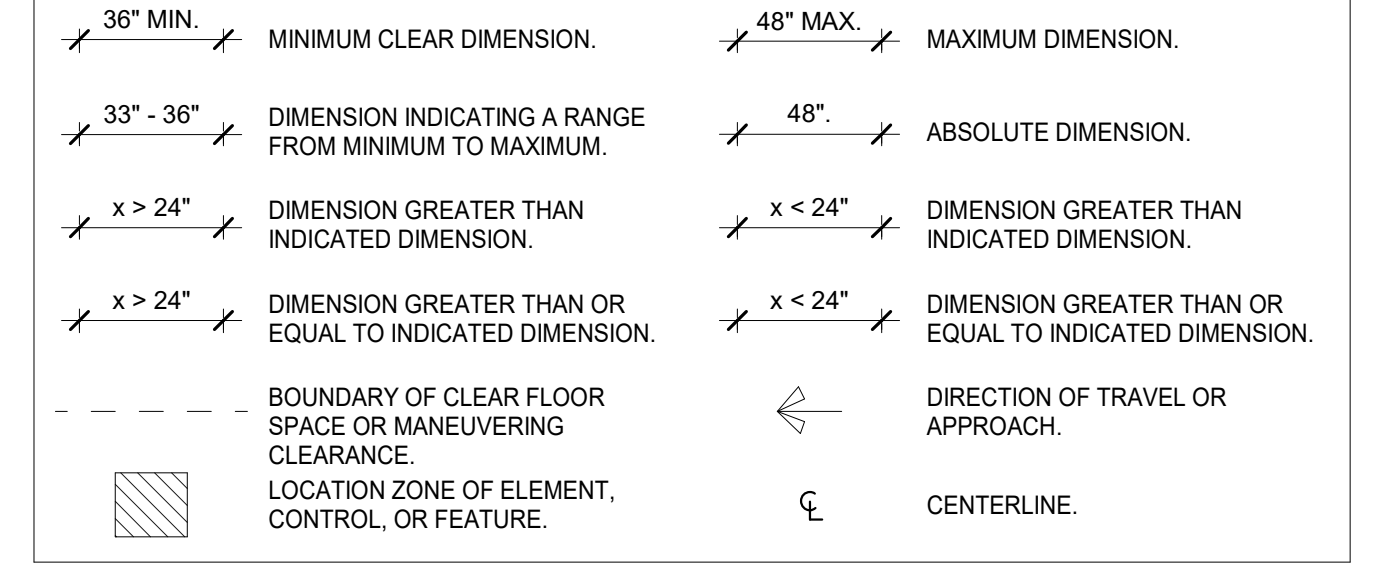 36" MIN.
MINIMUM CLEAR DIMENSION.
48" MAX.
MAXIMUM DIMENSION.
33" - 36"
DIMENSION INDICATING A RANGE
FROM MINIMUM TO MAXIMUM.
48".
ABSOLUTE DIMENSION.
x > 24"
DIMENSION GREATER THAN
INDICATED DIMENSION.
x < 24"
DIMENSION GREATER THAN
INDICATED DIMENSION.
x > 24"
DIMENSION GREATER THAN OR
EQUAL TO INDICATED DIMENSION.
x < 24"
DIMENSION GREATER THAN OR
EQUAL TO INDICATED DIMENSION.
BOUNDARY OF CLEAR FLOOR
SPACE OR MANEUVERING
CLEARANCE.
DIRECTION OF TRAVEL OR
APPROACH.
LOCATION ZONE OF ELEMENT,
CONTROL, OR FEATURE.
℄
CENTERLINE.